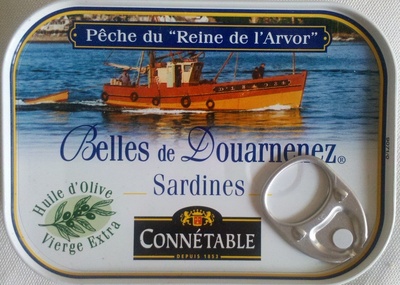 Pêche du "Reine de l'Arvor"
Belles de Douarnenez®
Sardines
CONNÉTABLE
DEPUIS 1853
Huile d'Olive
Vierge Extra